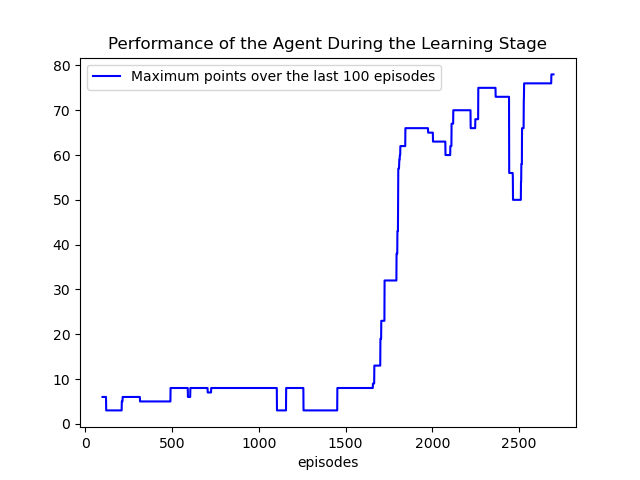 Performance of the Agent During the Learning Stage
Maximum points over the last 100 episodes
80
70
60
50
40
30
20
10
0
0 500 1000 1500 2000 2500
episodes